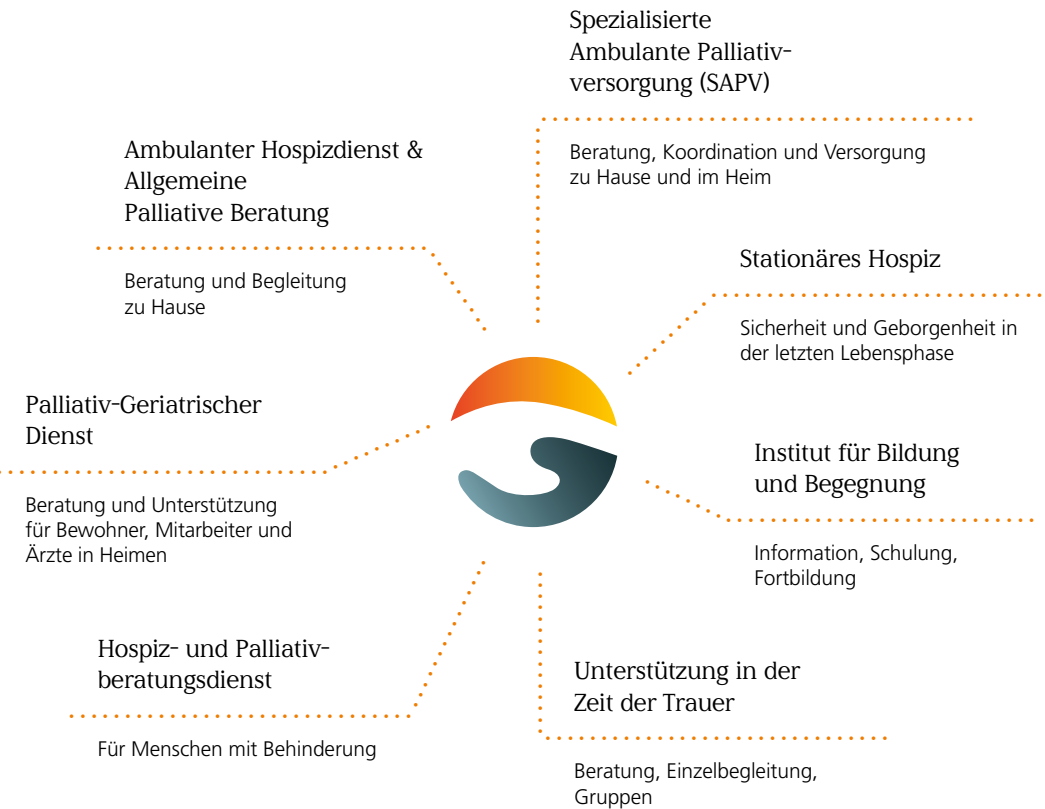 Spezialisierte
Ambulante Palliativ-
versorgung (SAPV)
Beratung, Koordination und Versorgung
zu Hause und im Heim
Ambulanter Hospizdienst &
Allgemeine
Palliative Beratung
Beratung und Begleitung
zu Hause
Stationäres Hospiz
Sicherheit und Geborgenheit in
der letzten Lebensphase
Palliativ-Geriatrischer
Dienst
Beratung und Unterstützung
für Bewohner, Mitarbeiter und
Ärzte in Heimen
Institut für Bildung
und Begegnung
Information, Schulung,
Fortbildung
Hospiz- und Palliativ-
beratungsdienst
Für Menschen mit Behinderung
Unterstützung in der
Zeit der Trauer
Beratung, Einzelbegleitung,
Gruppen